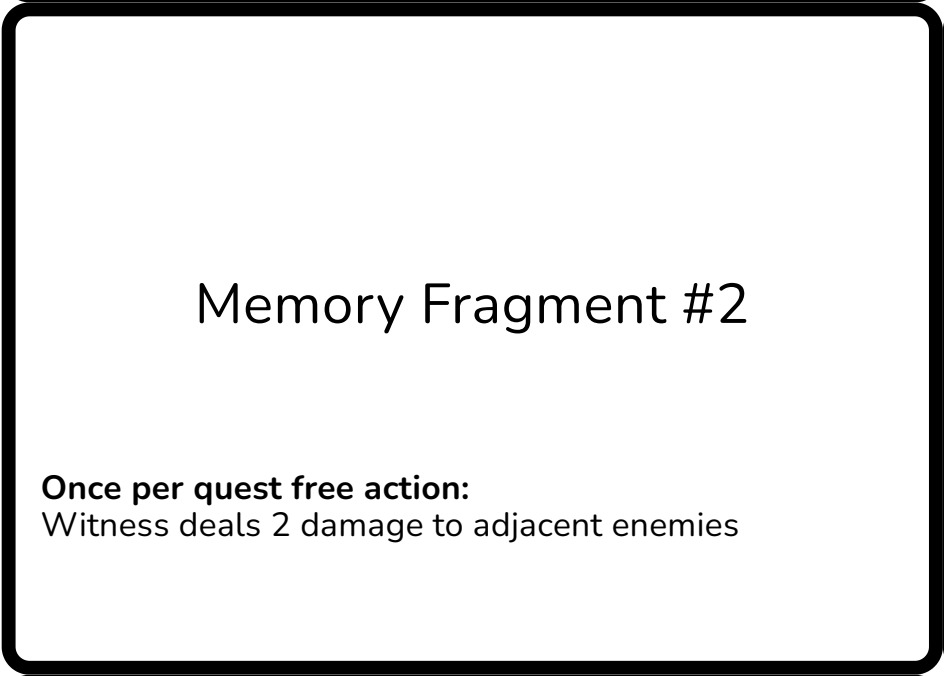 Memory Fragment #2
Once per quest free action:
Witness deals 2 damage to adjacent enemies